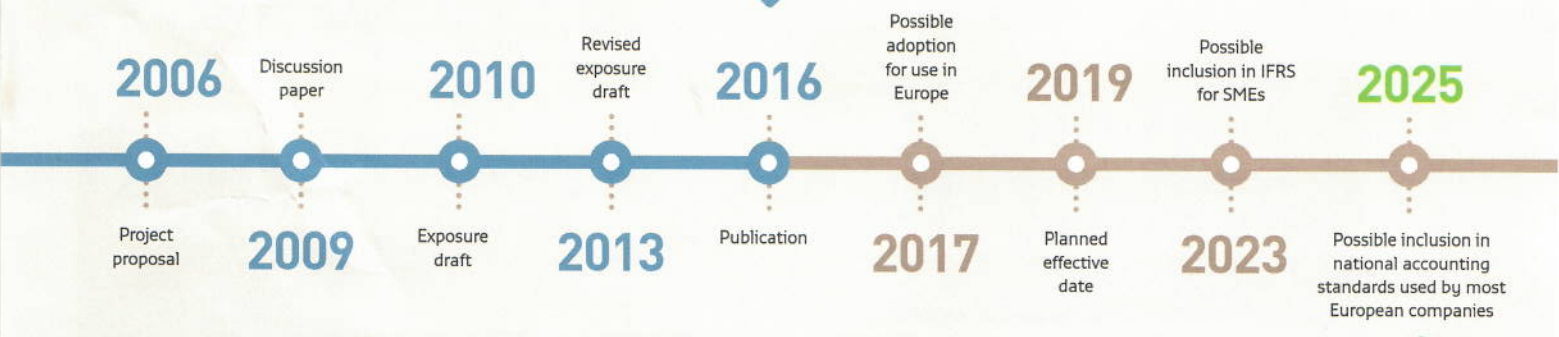 2006
Project
proposal
Discussion
paper
2009
2010
Exposure
draft
Revised
exposure
draft
2013
2016
Publication
Possible
adoption
for use in
Europe
2017
2019
Planned
effective
date
Possible
inclusion in IFRS
for SMEs
2023
2025
Possible inclusion in
national accounting
standards used by most
European companies